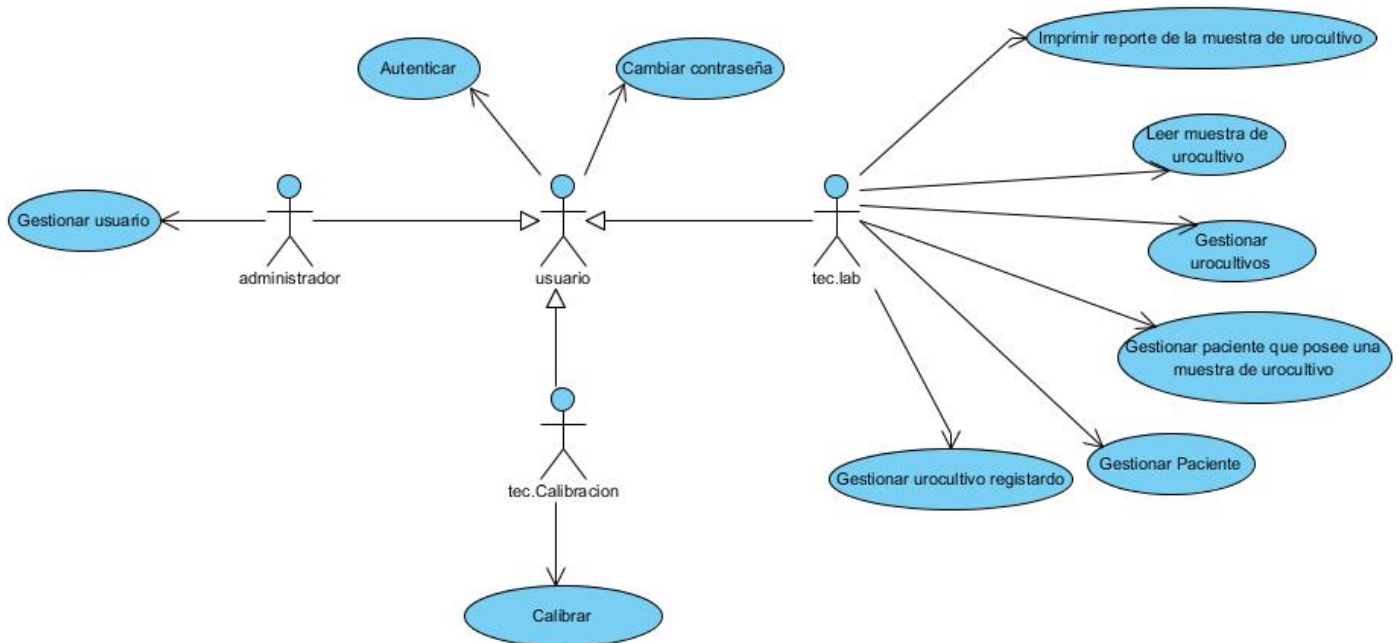 Imprimir reporte de la muestra de urocultivo
Autenticar
Cambiar contraseña
Leer muestra de
urocultivo
Gestionar usuario
Gestionar
urocultivos
administrador
usuario
tec.lab
Gestionar paciente que posee una
muestra de urocultivo
Gestionar Paciente
Gestionar urocultivo registardo
tec.Calibracion
Calibrar